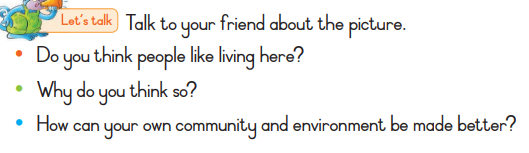 Let's talk Talk to your friend about the picture.
• Do you think people like living here?
• Why do you think so?
• How can your own community and environment be made better?